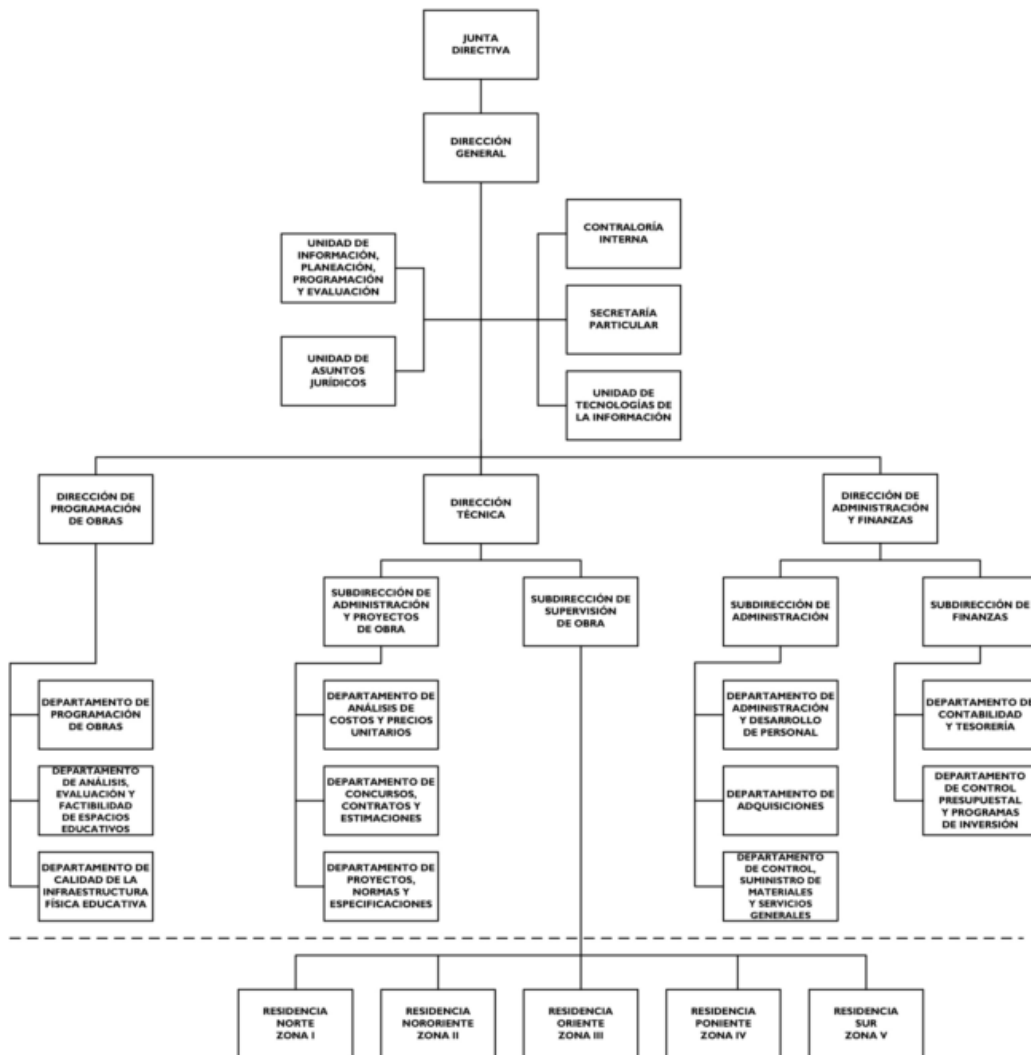 JUNTA
DIRECTIVA
DIRECCIÓN
GENERAL
CONTRALORÍA
INTERNA
UNIDAD DE
INFORMACIÓN,
PLANEACIÓN,
PROGRAMACIÓN
Y EVALUACIÓN
SECRETARÍA
PARTICULAR
UNIDAD DE
ASUNTOS
JURÍDICOS
UNIDAD DE
TECNOLOGÍAS DE
LA INFORMACIÓN
DIRECCIÓN DE
PROGRAMACIÓN
DE OBRAS
DIRECCIÓN
TÉCNICA
DIRECCIÓN DE
ADMINISTRACIÓN
Y FINANZAS
SUBDIRECCIÓN DE
ADMINISTRACIÓN
Y PROYECTOS
DE OBRA
SUBDIRECCIÓN DE
SUPERVISIÓN
DE OBRA
SUBDIRECCIÓN DE
ADMINISTRACIÓN
SUBDIRECCIÓN DE
FINANZAS
DEPARTAMENTO DE
PROGRAMACIÓN
DE OBRAS
DEPARTAMENTO DE
ANÁLISIS DE
COSTOS Y PRECIOS
UNITARIOS
DEPARTAMENTO DE
ADMINISTRACIÓN
Y DESARROLLO
DE PERSONAL
DEPARTAMENTO DE
CONTABILIDAD
Y TESORERÍA
DEPARTAMENTO
DE ANÁLISIS,
EVALUACIÓN Y
FACTIBILIDAD
DE ESPACIOS
EDUCATIVOS
DEPARTAMENTO DE
CONCURSOS,
CONTRATOS Y
ESTIMACIONES
DEPARTAMENTO
DE ADQUISICIONES
DEPARTAMENTO
DE CONTROL
PRESUPUESTAL
Y PROGRAMAS
DE INVERSIÓN
DEPARTAMENTO DE
CALIDAD DE LA
INFRAESTRUCTURA
FÍSICA EDUCATIVA
DEPARTAMENTO DE
PROYECTOS,
NORMAS Y
ESPECIFICACIONES
DEPARTAMENTO
DE CONTROL,
SUMINISTRO DE
MATERIALES
Y SERVICIOS
GENERALES
RESIDENCIA
NORTE
ZONA I
RESIDENCIA
NORORIENTE
ZONA II
RESIDENCIA
ORIENTE
ZONA III
RESIDENCIA
PONIENTE
ZONA IV
RESIDENCIA
SUR
ZONA V